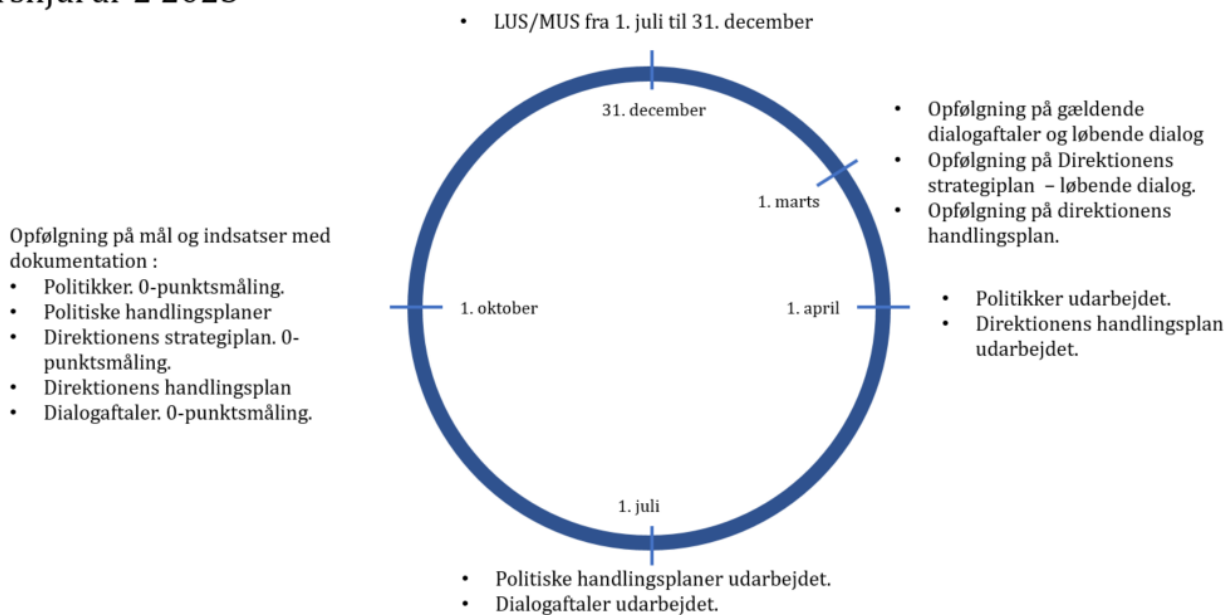 år 2 2023
• LUS/MUS fra 1. juli til 31. december
31. december
• Opfølgning på gældende
dialogaftaler og løbende dialog
• Opfølgning på Direktionens
strategiplan – løbende dialog.
• Opfølgning på direktionens
handlingsplan.
1. marts
Opfølgning på mål og indsatser med
dokumentation :
• Politikker. 0-punktsmåling.
• Politiske handlingsplaner
• Direktionens strategiplan. 0-
punktsmåling.
• Direktionens handlingsplan
• Dialogaftaler. 0-punktsmåling.
1. oktober
1. april
• Politikker udarbejdet.
• Direktionens handlingsplan
udarbejdet.
1. juli
• Politiske handlingsplaner udarbejdet.
• Dialogaftaler udarbejdet.